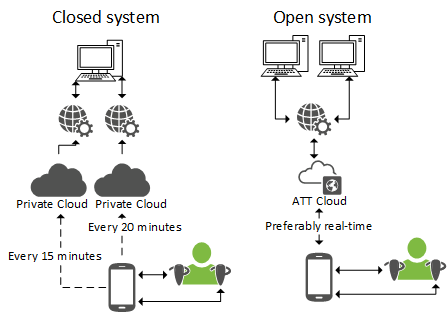 Closed system
Open system
Private Cloud
Private Cloud
ATT Cloud
Every 20 minutes
Preferably real-time
Every 15 minutes